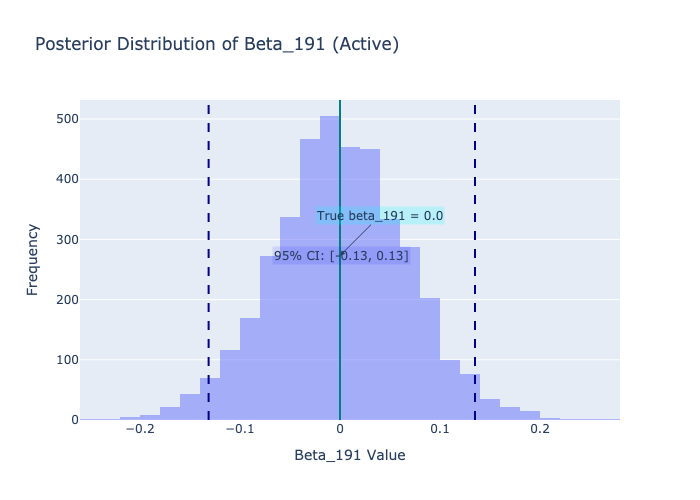 Posterior Distribution of Beta_191 (Active)
500
400
300
200
100
0
Frequency
True beta_191 = 0.0
95% CI: [-0.13, 0.13]
−0.2
−0.1
0
0.1
0.2
Beta_191 Value